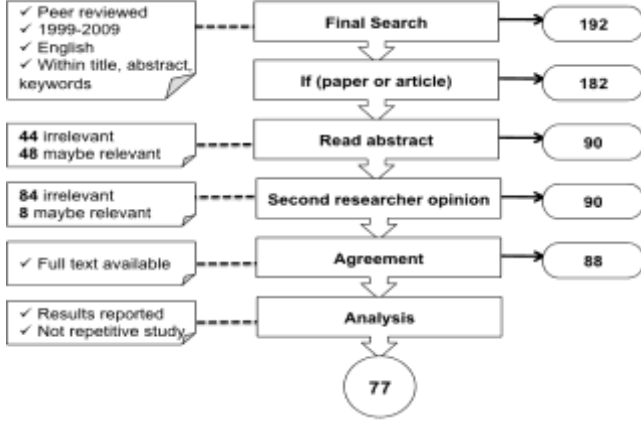 ✓ Peer reviewed
✓ 1999-2009
✓ English
✓ Within title, abstract,
keywords
Final Search
192
If (paper or article)
182
44 irrelevant
48 maybe relevant
Read abstract
90
84 irrelevant
8 maybe relevant
Second researcher opinion
90
✓ Full text available
Agreement
88
✓ Results reported
✓ Not repetitive study
Analysis
77